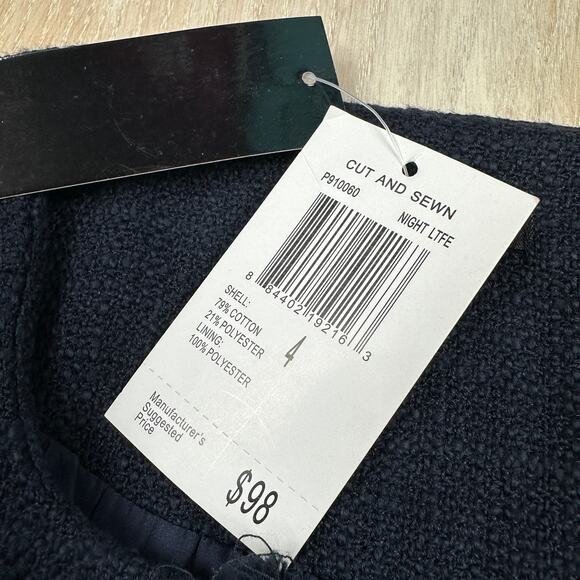 CUT AND SEWN
P910060
NIGHT LTFE
8 84402 19216 3
SHELL:
79% COTTON
21% POLYESTER
LINING:
100% POLYESTER
4
Manufacturer's
Suggested
Price
$98